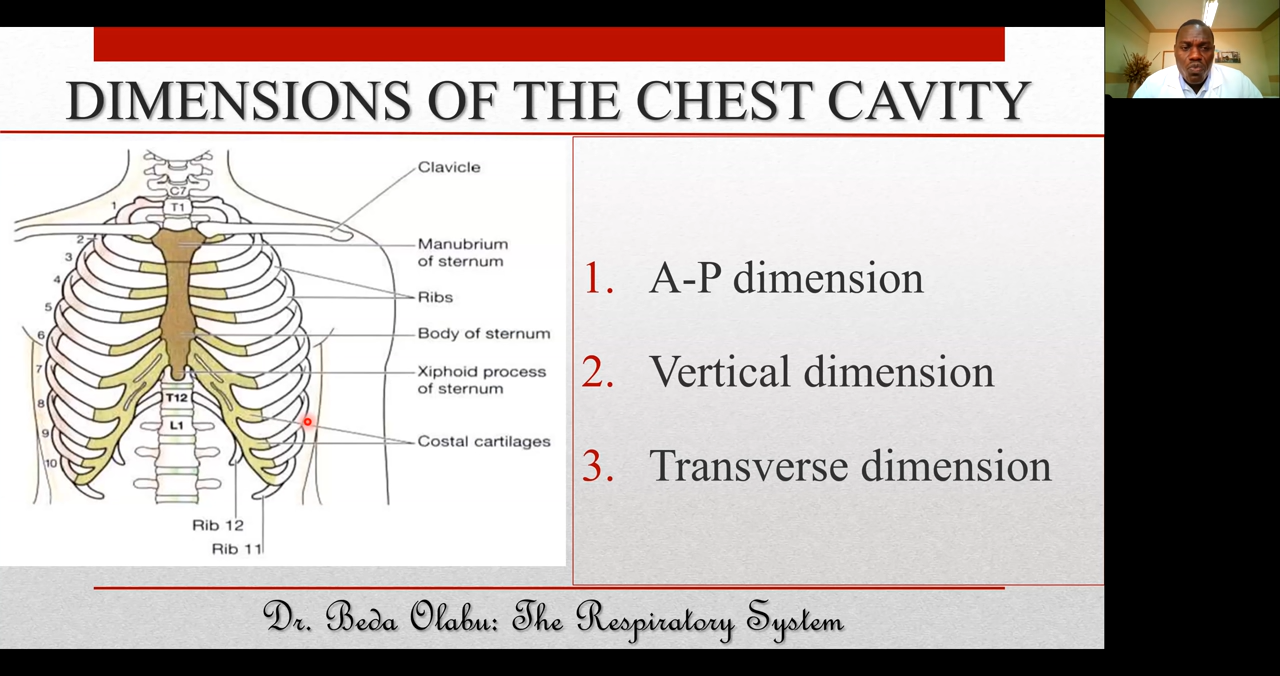 DIMENSIONS OF THE CHEST CAVITY
Clavicle
C7
1
T1
2
Manubrium
of sternum
3
4
Ribs
5
6
Body of sternum
7
Xiphoid process
of sternum
8
T12
9
L1
Costal cartilages
10
Rib 12
Rib 11
1. A-P dimension
2. Vertical dimension
3. Transverse dimension
Dr. Beda Olabu: The Respiratory System